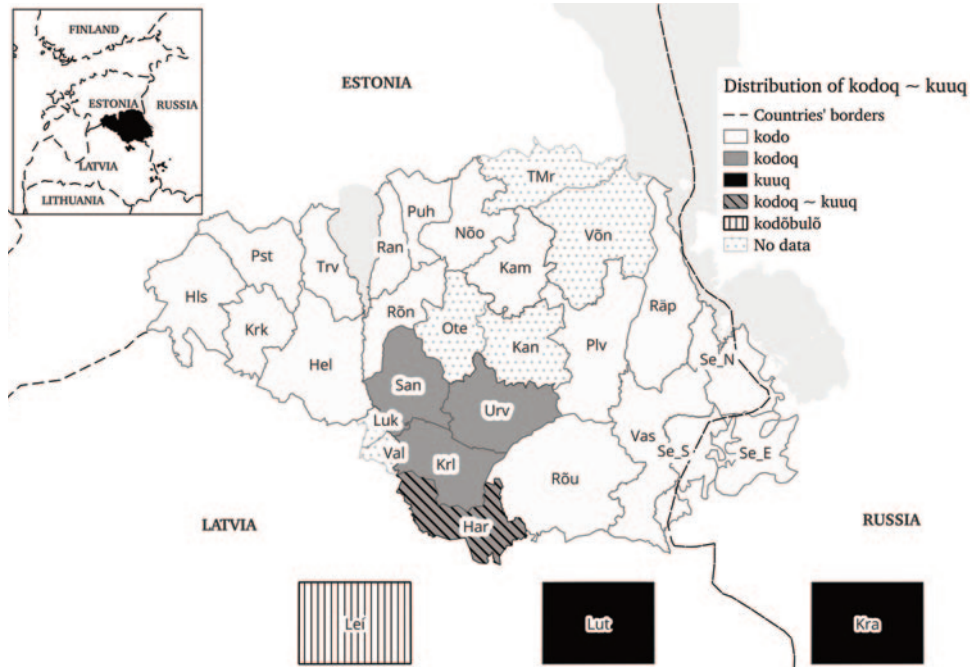 FINLAND
ESTONIA
RUSSIA
LATVIA
LITHUANIA
ESTONIA
Distribution of kodoq ~ kuuq
Countries' borders
kodo
kodoq
kuuq
kodoq ~ kuuq
kodõbulõ
No data
TMr
Puh
Nõo
Võn
Ran
Pst
Trv
Kam
Hls
Räp
Rõn
Krk
Ote
Kan
Plv
Se_N
Hel
San
Urv
Luk
Vas
Val
Se_S
Se_E
Krl
Rõu
LATVIA
Har
RUSSIA
Lei
Lut
Kra